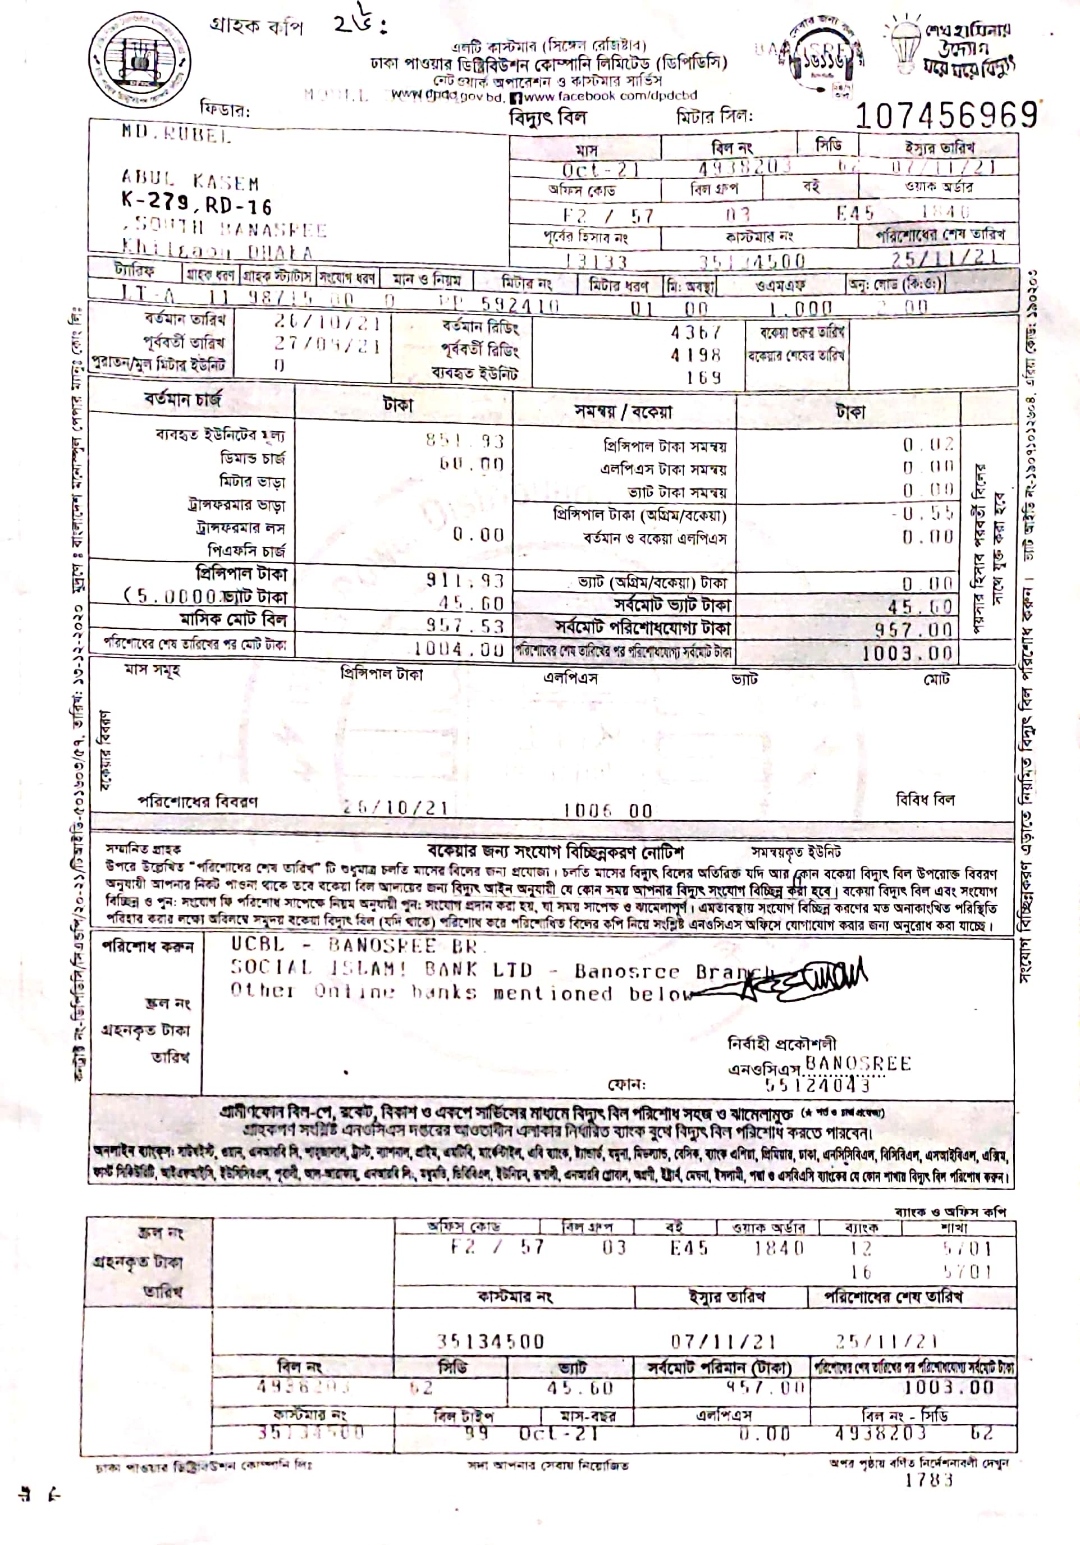 গ্রাহক কপি ২ঙ:
এলটি কাস্টমার (সিঙ্গেল রেজিষ্টার)
ঢাকা পাওয়ার ডিস্ট্রিবিউশন কোম্পানি লিমিটেড (ডিপিডিসি)
নেট ওয়ার্ক অপারেশন ও কাস্টমার সার্ভিস
www.dpdc.gov.bd, www.facebook.com/dpdcbd
১৬১১৬
শেখ হাসিনার
উদ্যোগ
ঘরে ঘরে বিদ্যুৎ
ফিডার: বিদ্যুৎ বিল মিটার সিল: 107456969
MD.RUBEL
ABUL KASEM
K-279,RD-16
,SOUTH BANASREE
Khilgaon DHAKA
মাস বিল নং সিডি ইস্যুর তারিখ
Oct-21 4938203 62 07/11/21
অফিস কোড বিল গ্রুপ বই ওয়াক অর্ডার
F2 / 57 03 E45 1840
পূর্বের হিসাব নং কাস্টমার নং পরিশোধের শেষ তারিখ
13133 35134500 25/11/21
ট্যারিফ গ্রাহক ধরণ গ্রাহক স্ট্যাটাস সংযোগ ধরণ মান ও নিয়ম মিটার নং মিটার ধরণ মি: অবস্থা ওএমএফ অনু: লোড (কি:ও:)
LT-A 11 98/15 00 0 PP 592410 01 00 1.000 2.00
বর্তমান তারিখ 26/10/21 বর্তমান রিডিং 4367 বকেয়া শুরুর তারিখ
পূর্ববর্তী তারিখ 27/09/21 পূর্ববর্তী রিডিং 4198 বকেয়ার শেষের তারিখ
পুরাতন/মুল মিটার ইউনিট 0 ব্যবহৃত ইউনিট 169
বর্তমান চার্জ টাকা সমন্বয় / বকেয়া টাকা
ব্যবহৃত ইউনিটের মূল্য 851.93 প্রিন্সিপাল টাকা সমন্বয় 0.02
ডিমান্ড চার্জ 60.00 এলপিএস টাকা সমন্বয় 0.00
মিটার ভাড়া ভ্যাট টাকা সমন্বয় 0.00
ট্রান্সফরমার ভাড়া প্রিন্সিপাল টাকা (অগ্রিম/বকেয়া) -0.55
ট্রান্সফরমার লস 0.00 বর্তমান ও বকেয়া এলপিএস 0.00
পিএফসি চার্জ
প্রিন্সিপাল টাকা 911.93 ভ্যাট (অগ্রিম/বকেয়া) টাকা 0.00
(5.0000 ভ্যাট টাকা 45.60 সর্বমোট ভ্যাট টাকা 45.60
মাসিক মোট বিল 957.53 সর্বমোট পরিশোধযোগ্য টাকা 957.00
পরিশোধের শেষ তারিখের পর মোট টাকা 1004.00 পরিশোধের শেষ তারিখের পর পরিশোধযোগ্য সর্বমোট টাকা 1003.00
পয়সার হিসাব পরবর্তী বিলের
সাথে যুক্ত করা হবে
মাস সমূহ প্রিন্সিপাল টাকা এলপিএস ভ্যাট মোট
বকেয়ার বিবরণ
পরিশোধের বিবরণ 26/10/21 1006.00 বিবিধ বিল
সম্মানিত গ্রাহক বকেয়ার জন্য সংযোগ বিচ্ছিন্নকরণ নোটিশ সমন্বয়কৃত ইউনিট
উপরে উল্লেখিত "পরিশোধের শেষ তারিখ" টি শুধুমাত্র চলতি মাসের বিলের জন্য প্রযোজ্য। চলতি মাসের বিদ্যুৎ বিলের অতিরিক্ত যদি আর কোন বকেয়া বিদ্যুৎ বিল উপরোক্ত বিবরণ
অনুযায়ী আপনার নিকট পাওনা থাকে তবে বকেয়া বিল আদায়ের জন্য বিদ্যুৎ আইন অনুযায়ী যে কোন সময় আপনার বিদ্যুৎ সংযোগ বিচ্ছিন্ন করা হবে। বকেয়া বিদ্যুৎ বিল এবং সংযোগ
বিচ্ছিন্ন ও পুন: সংযোগ ফি পরিশোধ সাপেক্ষে নিয়ম অনুযায়ী পুন: সংযোগ প্রদান করা হয়, যা সময় সাপেক্ষ ও ঝামেলাপূর্ণ। এমতাবস্থায় সংযোগ বিচ্ছিন্ন করণের মত অনাকাংখিত পরিস্থিতি
পরিহার করার লক্ষ্যে অবিলম্বে সমুদয় বকেয়া বিদ্যুৎ বিল (যদি থাকে) পরিশোধ করে পরিশোধিত বিলের কপি নিয়ে সংশ্লিষ্ট এনওসিএস অফিসে যোগাযোগ করার জন্য অনুরোধ করা যাচ্ছে।
পরিশোধ করুন UCBL - BANOSREE BR.
SOCIAL ISLAMI BANK LTD - Banosree Branch
Other Online banks mentioned below
স্ক্রল নং
গ্রহনকৃত টাকা
তারিখ
নির্বাহী প্রকৌশলী
এনওসিএস BANOSREE
ফোন: 55124043
গ্রামীণফোন বিল-পে, রকেট, বিকাশ ও একপে সার্ভিসের মাধ্যমে বিদ্যুৎ বিল পরিশোধ সহজ ও ঝামেলামুক্ত (* শর্ত ও চার্জ প্রযোজ্য)
গ্রাহকগণ সংশ্লিষ্ট এনওসিএস দপ্তরের আওতাধীন এলাকার নির্ধারিত ব্যাংক বুথে বিদ্যুৎ বিল পরিশোধ করতে পারবেন।
ব্যাংক ও অফিস কপি
স্ক্রল নং অফিস কোড বিল গ্রুপ বই ওয়াক অর্ডার ব্যাংক শাখা
গ্রহনকৃত টাকা F2 / 57 03 E45 1840 12 5701
16 5701
তারিখ কাস্টমার নং ইস্যুর তারিখ পরিশোধের শেষ তারিখ
35134500 07/11/21 25/11/21
বিল নং সিডি ভ্যাট সর্বমোট পরিমান (টাকা) পরিশোধের শেষ তারিখের পর পরিশোধযোগ্য সর্বমোট টাকা
4938203 62 45.60 957.00 1003.00
কাস্টমার নং বিল টাইপ মাস-বছর এলপিএস বিল নং - সিডি
35134500 99 Oct-21 0.00 4938203 62
ঢাকা পাওয়ার ডিস্ট্রিবিউশন কোম্পানি লিঃ সদা আপনার সেবায় নিয়োজিত অপর পৃষ্ঠায় বর্ণিত নির্দেশনাবলী দেখুন
1783